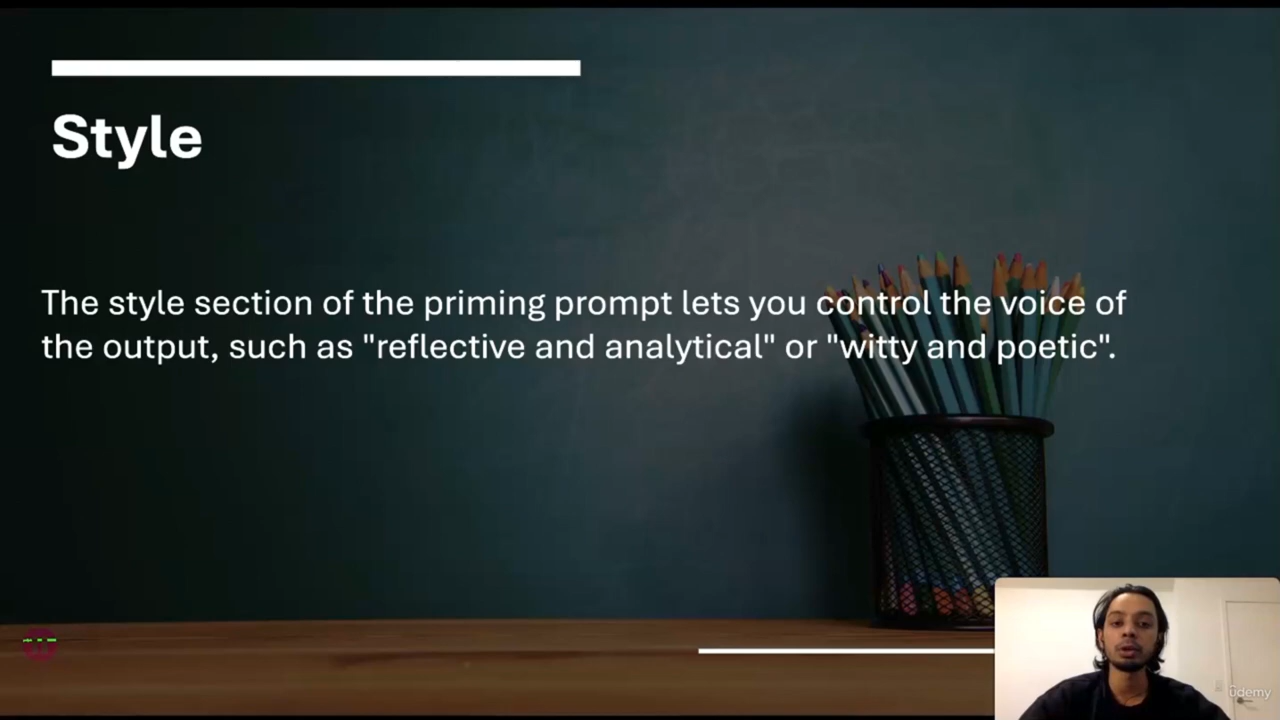 Style
The style section of the priming prompt lets you control the voice of
the output, such as "reflective and analytical" or "witty and poetic".
ûdemy